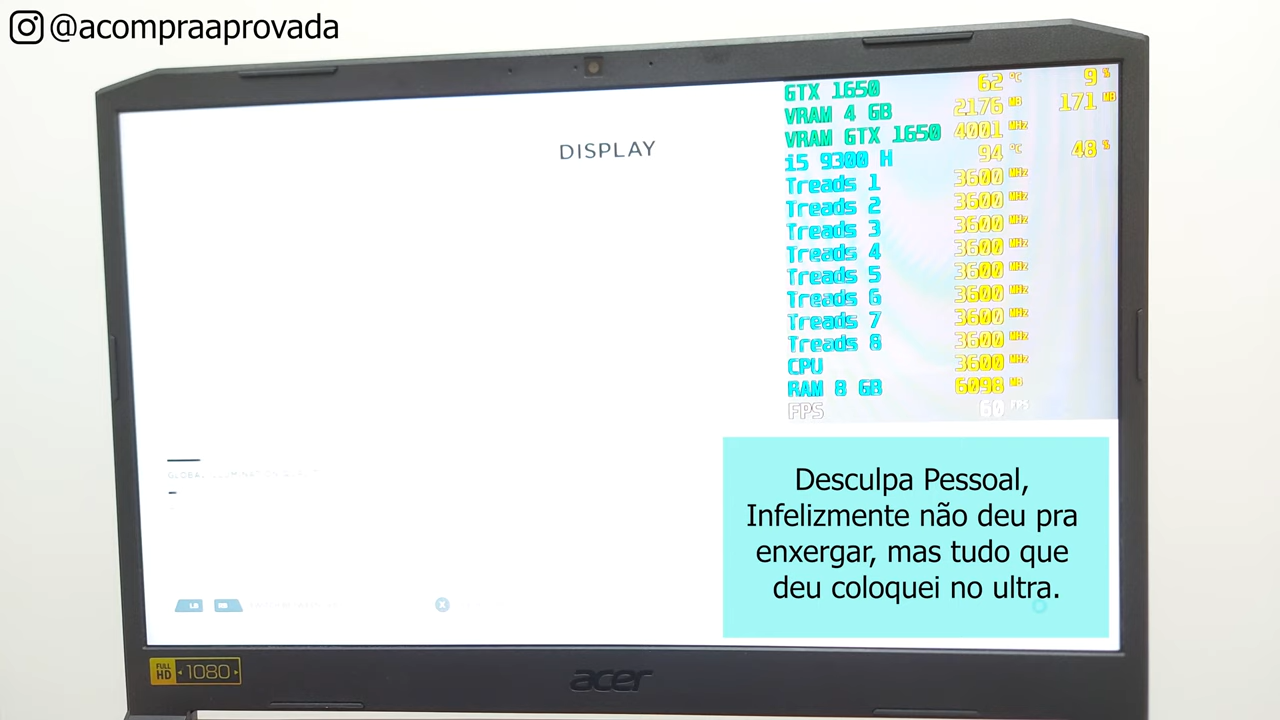 @acompraaprovada
DISPLAY
GTX 1650 62 °C 9 %
VRAM 4 GB 2176 MB 171 MB
VRAM GTX 1650 4001 MHz
i5 9300 H 94 °C 48 %
Treads 1 3600 MHz
Treads 2 3600 MHz
Treads 3 3600 MHz
Treads 4 3600 MHz
Treads 5 3600 MHz
Treads 6 3600 MHz
Treads 7 3600 MHz
Treads 8 3600 MHz
CPU 3600 MHz
RAM 8 GB 6098 MB
FPS 60 FPS
Desculpa Pessoal,
Infelizmente não deu pra
enxergar, mas tudo que
deu coloquei no ultra.
LB RB X
FULL HD 1080
acer